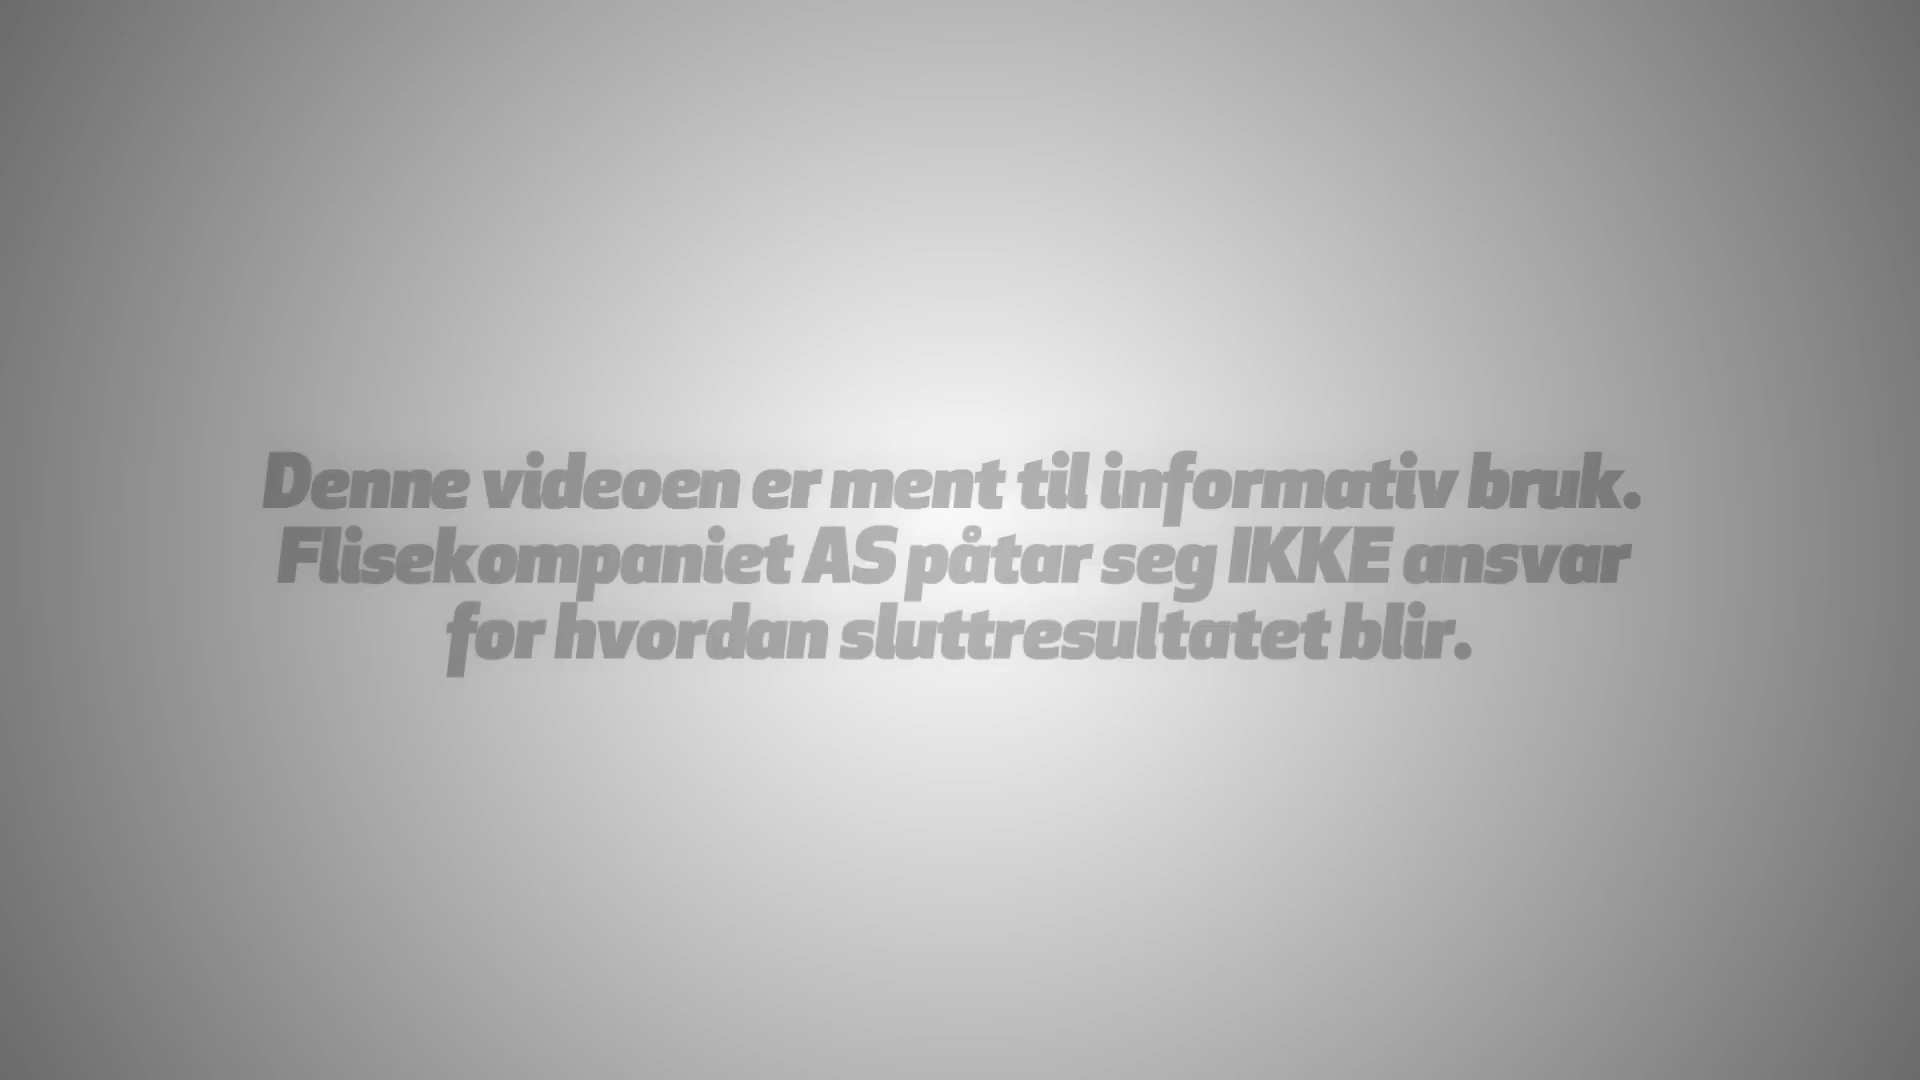 Denne videoen er ment til informativ bruk.
Flisekompaniet AS påtar seg IKKE ansvar
for hvordan sluttresultatet blir.